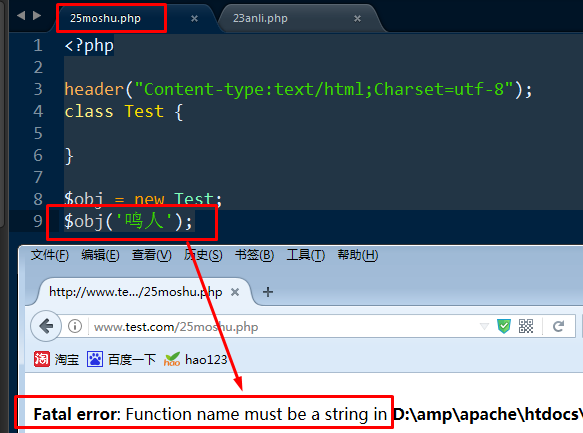 25moshu.php
23anli.php
1 <?php
2
3 header("Content-type:text/html;Charset=utf-8");
4 class Test {
5
6 }
7
8 $obj = new Test;
9 $obj('鸣人');
文件(F) 编辑(E) 查看(V) 历史(S) 书签(B) 工具(T) 帮助(H)
http://www.te.../25moshu.php
www.test.com/25moshu.php
淘 淘宝 百度一下 hao123
Fatal error: Function name must be a string in D:\amp\apache\htdocs\